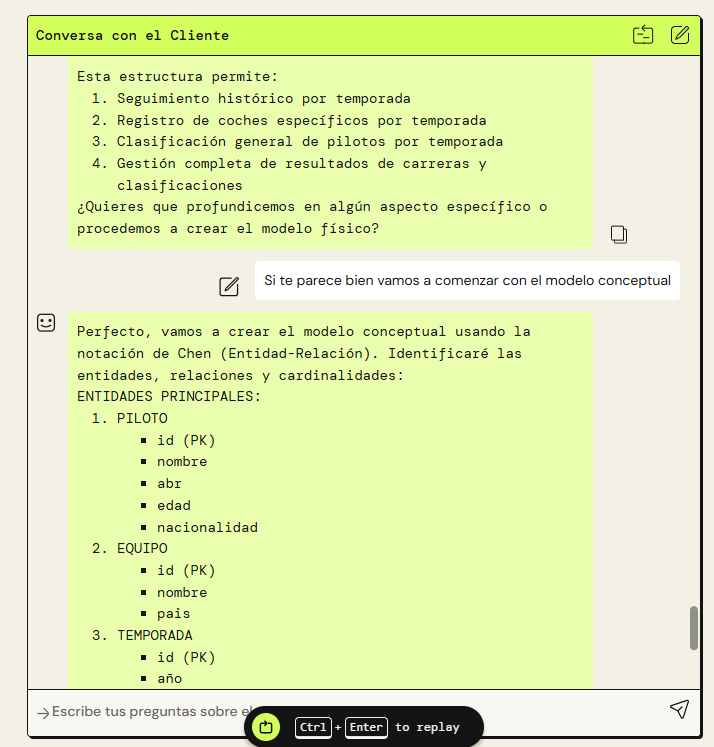 Conversa con el Cliente
Esta estructura permite:
1. Seguimiento histórico por temporada
2. Registro de coches específicos por temporada
3. Clasificación general de pilotos por temporada
4. Gestión completa de resultados de carreras y
clasificaciones
¿Quieres que profundicemos en algún aspecto específico o
procedemos a crear el modelo físico?
Si te parece bien vamos a comenzar con el modelo conceptual
Perfecto, vamos a crear el modelo conceptual usando la
notación de Chen (Entidad-Relación). Identificaré las
entidades, relaciones y cardinalidades:
ENTIDADES PRINCIPALES:
1. PILOTO
▪ id (PK)
▪ nombre
▪ abr
▪ edad
▪ nacionalidad
2. EQUIPO
▪ id (PK)
▪ nombre
▪ pais
3. TEMPORADA
▪ id (PK)
▪ año
Escribe tus preguntas sobre
Ctrl + Enter to replay